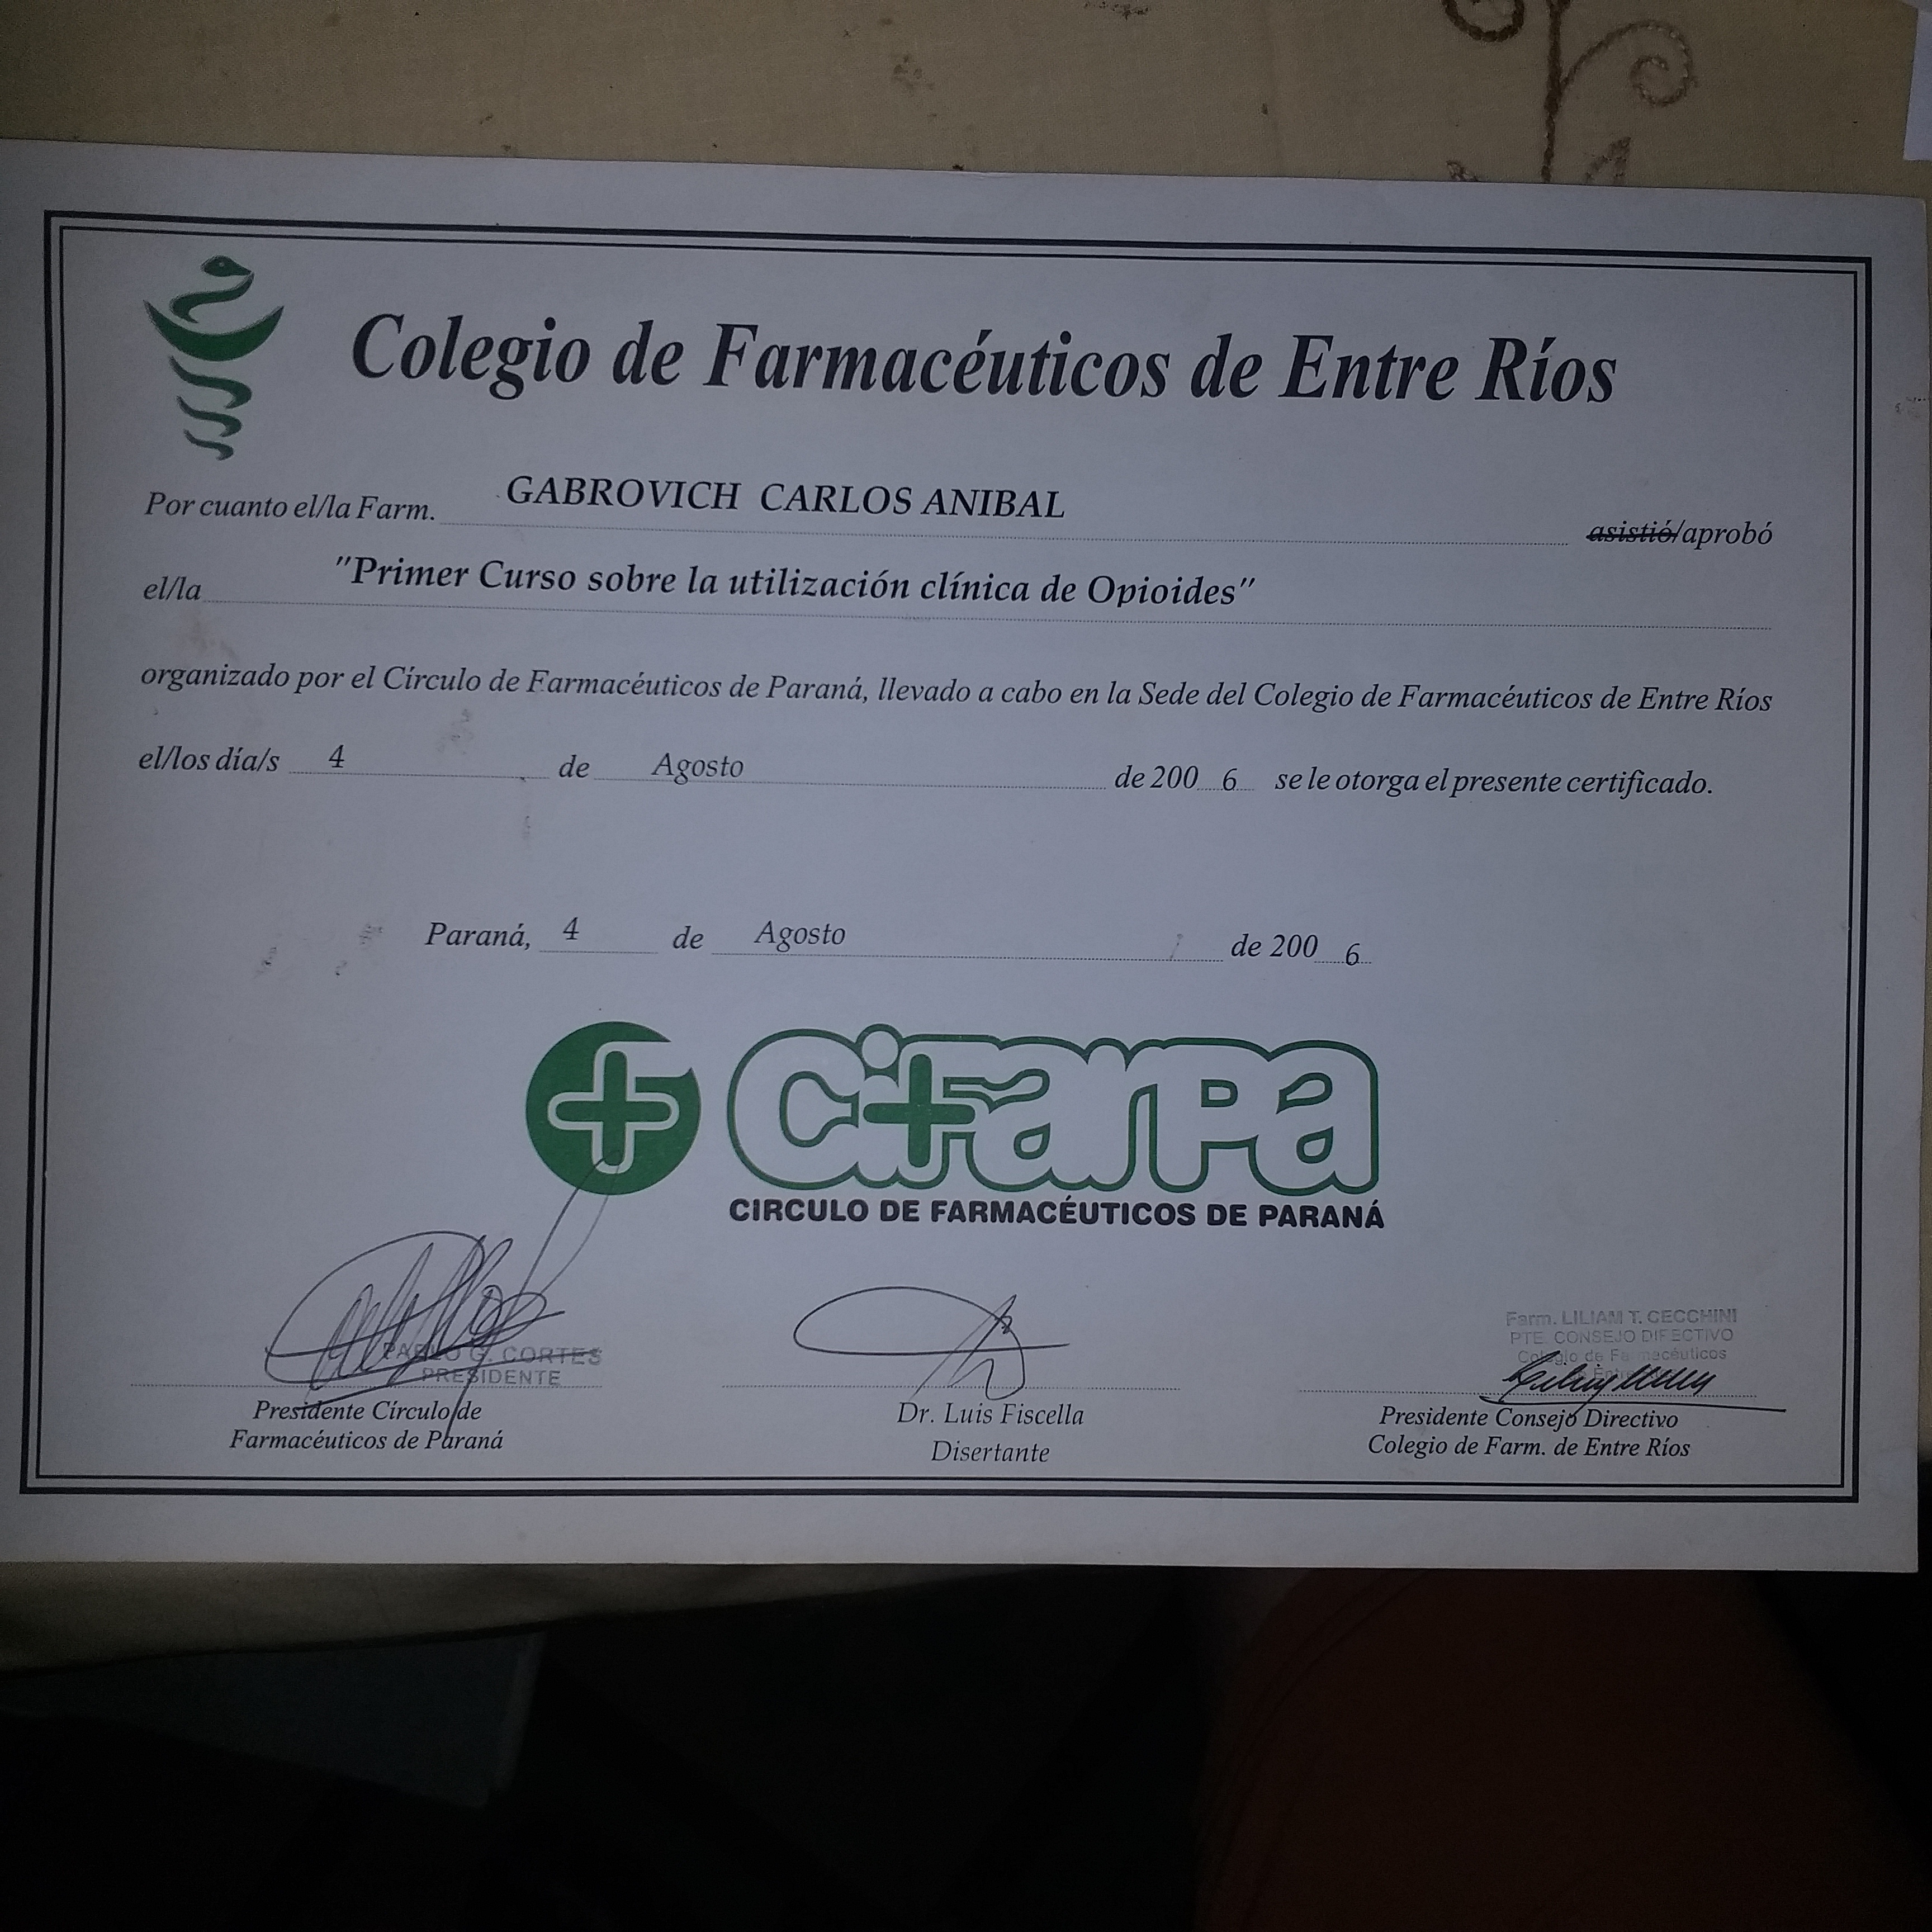 Colegio de Farmacéuticos de Entre Ríos
Por cuanto el/la Farm. GABROVICH CARLOS ANIBAL asistió/aprobó
el/la "Primer Curso sobre la utilización clínica de Opioides"
organizado por el Círculo de Farmacéuticos de Paraná, llevado a cabo en la Sede del Colegio de Farmacéuticos de Entre Ríos
el/los día/s 4 de Agosto de 200 6 se le otorga el presente certificado.
Paraná, 4 de Agosto de 200 6
CiFarPa
CIRCULO DE FARMACÉUTICOS DE PARANÁ
PABLO G. CORTES
PRESIDENTE
Presidente Círculo de
Farmacéuticos de Paraná
Dr. Luis Fiscella
Disertante
Farm. LILIAM T. CECCHINI
PTE. CONSEJO DIRECTIVO
Colegio de Farmacéuticos
Presidente Consejo Directivo
Colegio de Farm. de Entre Ríos